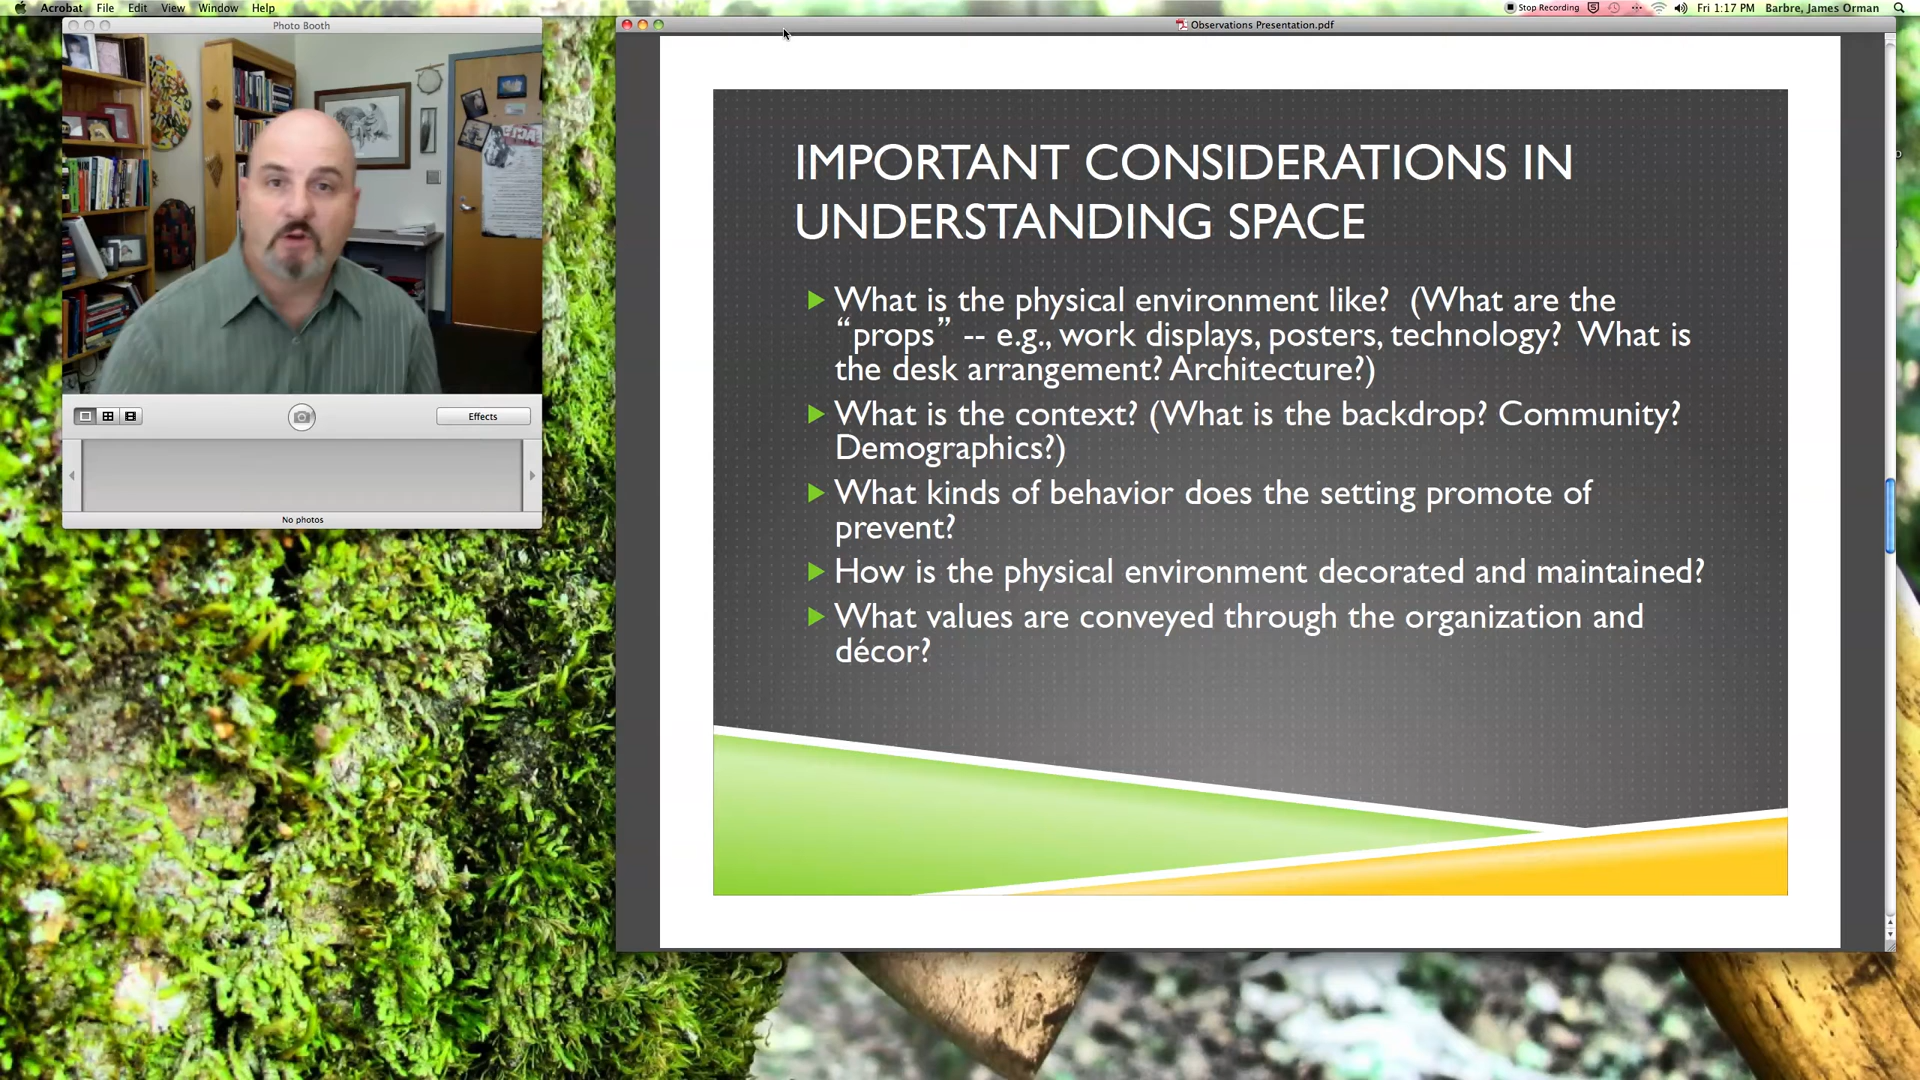 Acrobat File Edit View Window Help
Stop Recording Fri 1:17 PM Barbre, James Orman
Photo Booth
Observations Presentation.pdf
IMPORTANT CONSIDERATIONS IN
UNDERSTANDING SPACE
What is the physical environment like? (What are the
“props” -- e.g., work displays, posters, technology? What is
the desk arrangement? Architecture?)
What is the context? (What is the backdrop? Community?
Demographics?)
What kinds of behavior does the setting promote of
prevent?
How is the physical environment decorated and maintained?
What values are conveyed through the organization and
décor?
Effects
No photos